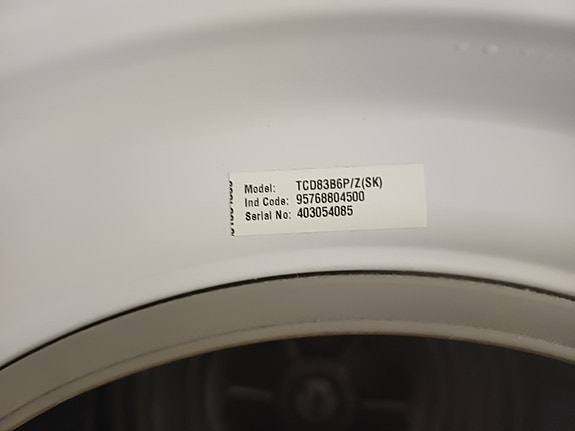 Model: TCD83B6P/Z(SK)
Ind Code: 95768804500
Serial No: 403054085